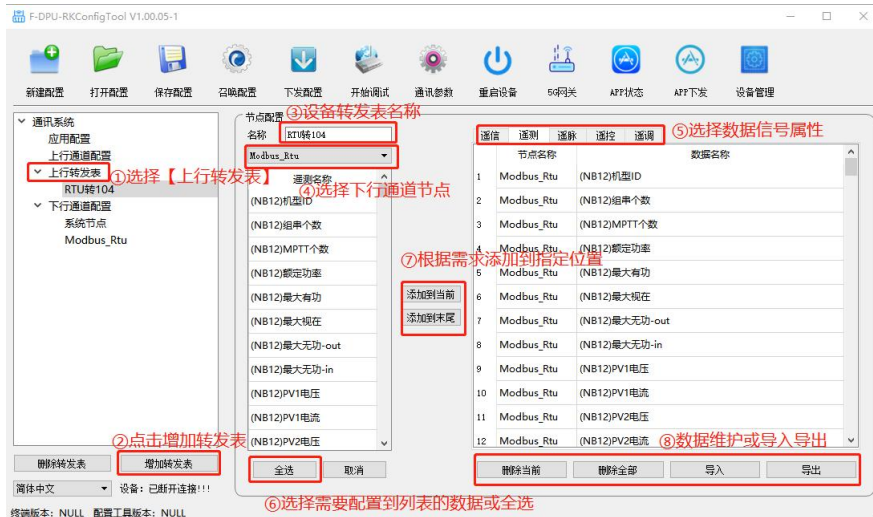 F-DPU-RKConfigTool V1.00.05-1
新建配置 打开配置 保存配置 召唤配置 下发配置 开始调试 通讯参数 重启设备 5G网关 APP状态 APP下发 设备管理
通讯系统
应用配置
上行通道配置
上行转发表
RTU转104
下行通道配置
系统节点
Modbus_Rtu
①选择【上行转发表】
②点击增加转发表
删除转发表 增加转发表
简体中文 设备: 已断开连接!!!
终端版本: NULL 配置工具版本: NULL
节点配置
③设备转发表名称
名称 RTU转104
Modbus_Rtu
④选择下行通道节点
遥测名称
(NB12)机型ID
(NB12)组串个数
(NB12)MPTT个数
(NB12)额定功率
(NB12)最大有功
(NB12)最大视在
(NB12)最大无功-out
(NB12)最大无功-in
(NB12)PV1电压
(NB12)PV1电流
(NB12)PV2电压
全选 取消
⑥选择需要配置到列表的数据或全选
⑦根据需求添加到指定位置
添加到当前
添加到末尾
遥信 遥测 遥脉 遥控 遥调
⑤选择数据信号属性
节点名称 数据名称
1 Modbus_Rtu (NB12)机型ID
2 Modbus_Rtu (NB12)组串个数
3 Modbus_Rtu (NB12)MPTT个数
4 Modbus_Rtu (NB12)额定功率
5 Modbus_Rtu (NB12)最大有功
6 Modbus_Rtu (NB12)最大视在
7 Modbus_Rtu (NB12)最大无功-out
8 Modbus_Rtu (NB12)最大无功-in
9 Modbus_Rtu (NB12)PV1电压
10 Modbus_Rtu (NB12)PV1电流
11 Modbus_Rtu (NB12)PV2电压
12 Modbus_Rtu (NB12)PV2电流
⑧数据维护或导入导出
删除当前 删除全部 导入 导出